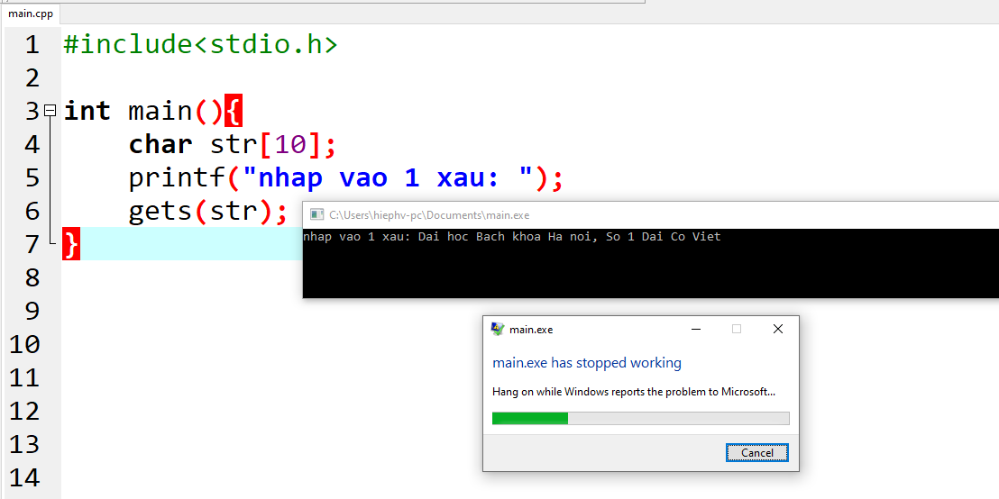 main.cpp
1 #include<stdio.h>
2
3 int main(){
4 char str[10];
5 printf("nhap vao 1 xau: ");
6 gets(str);
7 }
8
9
10
11
12
13
14
C:\Users\hiephv-pc\Documents\main.exe
nhap vao 1 xau: Dai hoc Bach khoa Ha noi, So 1 Dai Co Viet
main.exe
main.exe has stopped working
Hang on while Windows reports the problem to Microsoft...
Cancel